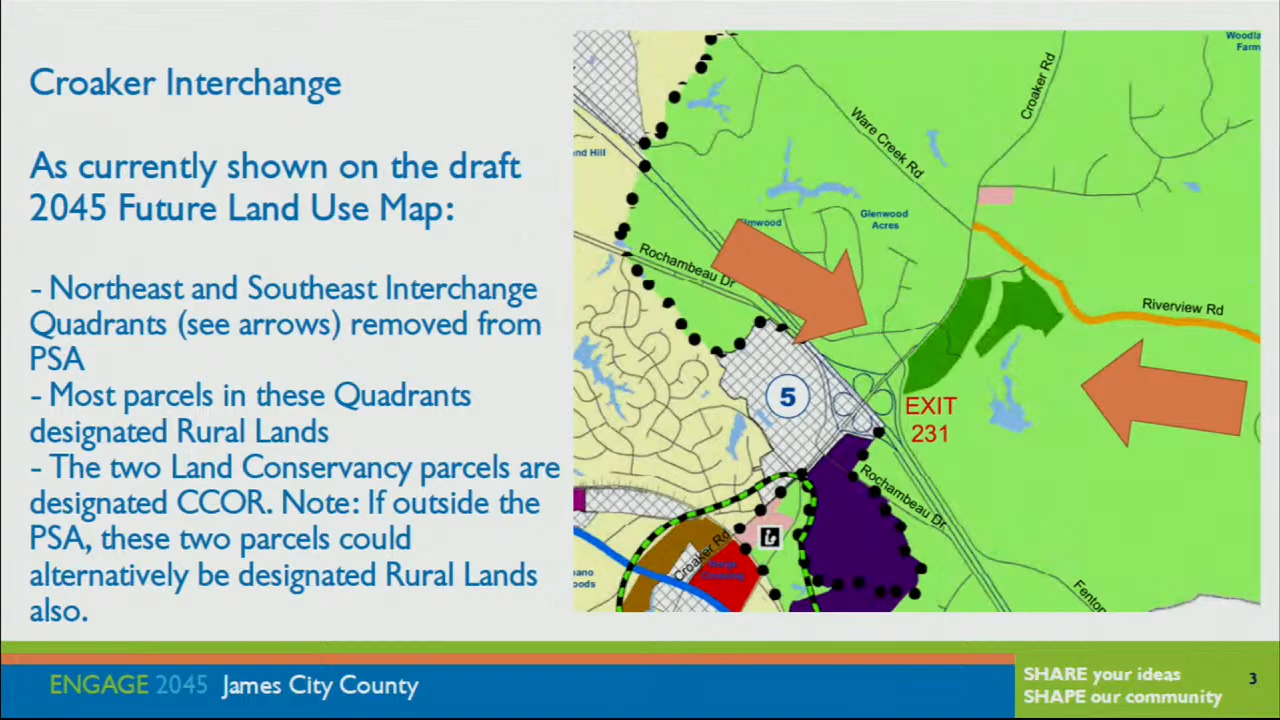 Croaker Interchange
As currently shown on the draft
2045 Future Land Use Map:
- Northeast and Southeast Interchange
Quadrants (see arrows) removed from
PSA
- Most parcels in these Quadrants
designated Rural Lands
- The two Land Conservancy parcels are
designated CCOR. Note: If outside the
PSA, these two parcels could
alternatively be designated Rural Lands
also.
Farm
Croaker Rd
Ware Creek Rd
nd Hill
Glenwood
Acres
Rochambeau Dr
Riverview Rd
5
EXIT
231
Rochambeau Dr
Croaker Rd
Fenton
ENGAGE 2045 James City County
SHARE your ideas
SHAPE our community
3